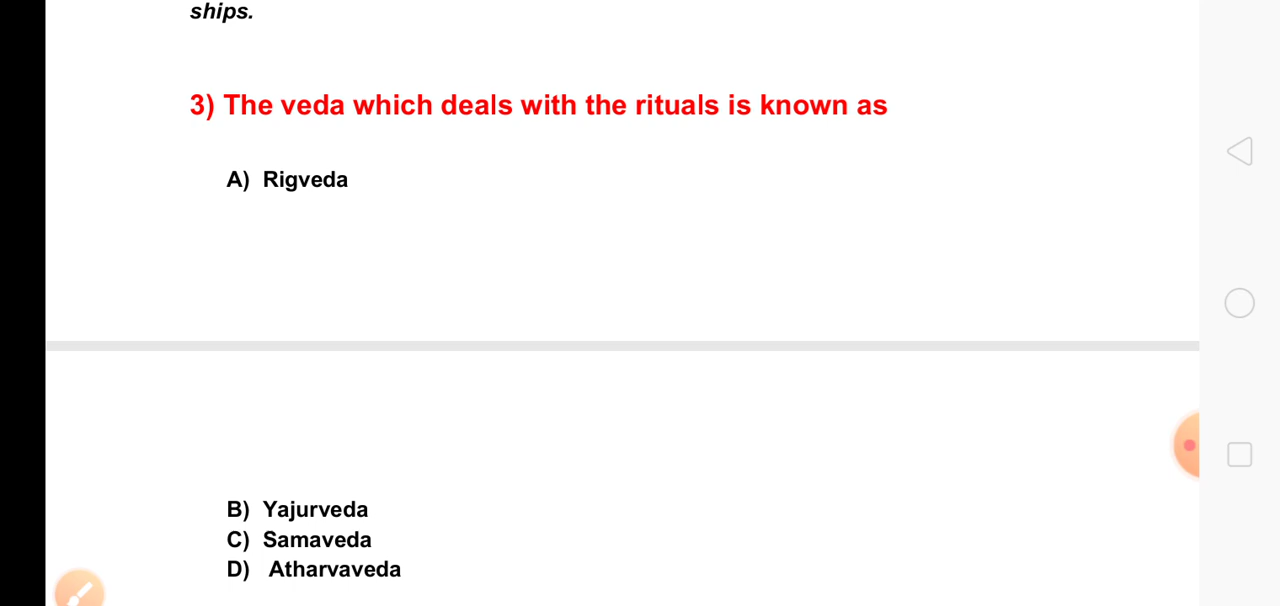 ships.
3) The veda which deals with the rituals is known as
A) Rigveda
B) Yajurveda
C) Samaveda
D) Atharvaveda